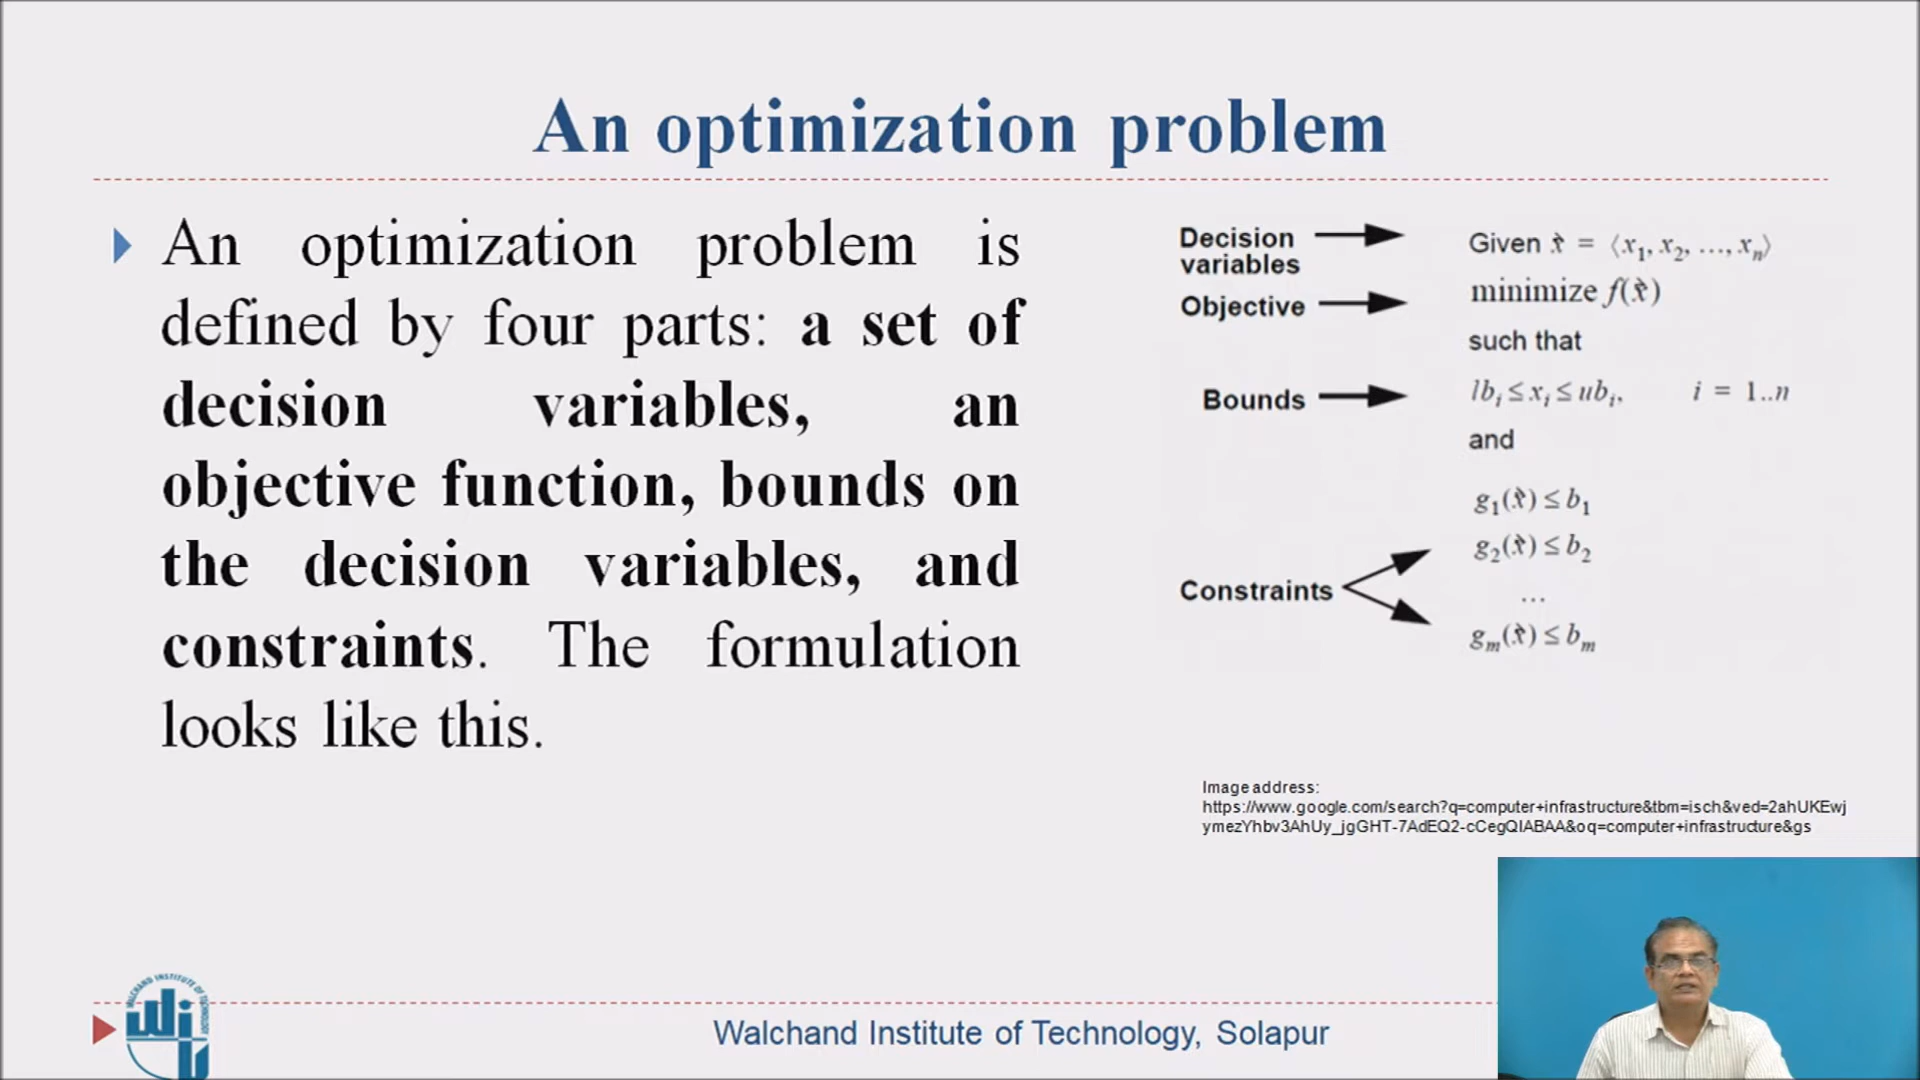 An optimization problem
An optimization problem is
defined by four parts: a set of
decision variables, an
objective function, bounds on
the decision variables, and
constraints. The formulation
looks like this.
Decision
variables
Given x̀ = ⟨x₁, x₂, …, xₙ⟩
Objective
minimize f(x̀)
such that
Bounds
lbᵢ ≤ xᵢ ≤ ubᵢ, i = 1..n
and
g₁(x̀) ≤ b₁
g₂(x̀) ≤ b₂
Constraints
...
gₘ(x̀) ≤ bₘ
Image address:
https://www.google.com/search?q=computer+infrastructure&tbm=isch&ved=2ahUKEwj
ymezYhbv3AhUy_jgGHT-7AdEQ2-cCegQIABAA&oq=computer+infrastructure&gs
WALCHAND INSTITUTE OF TECHNOLOGY
Walchand Institute of Technology, Solapur